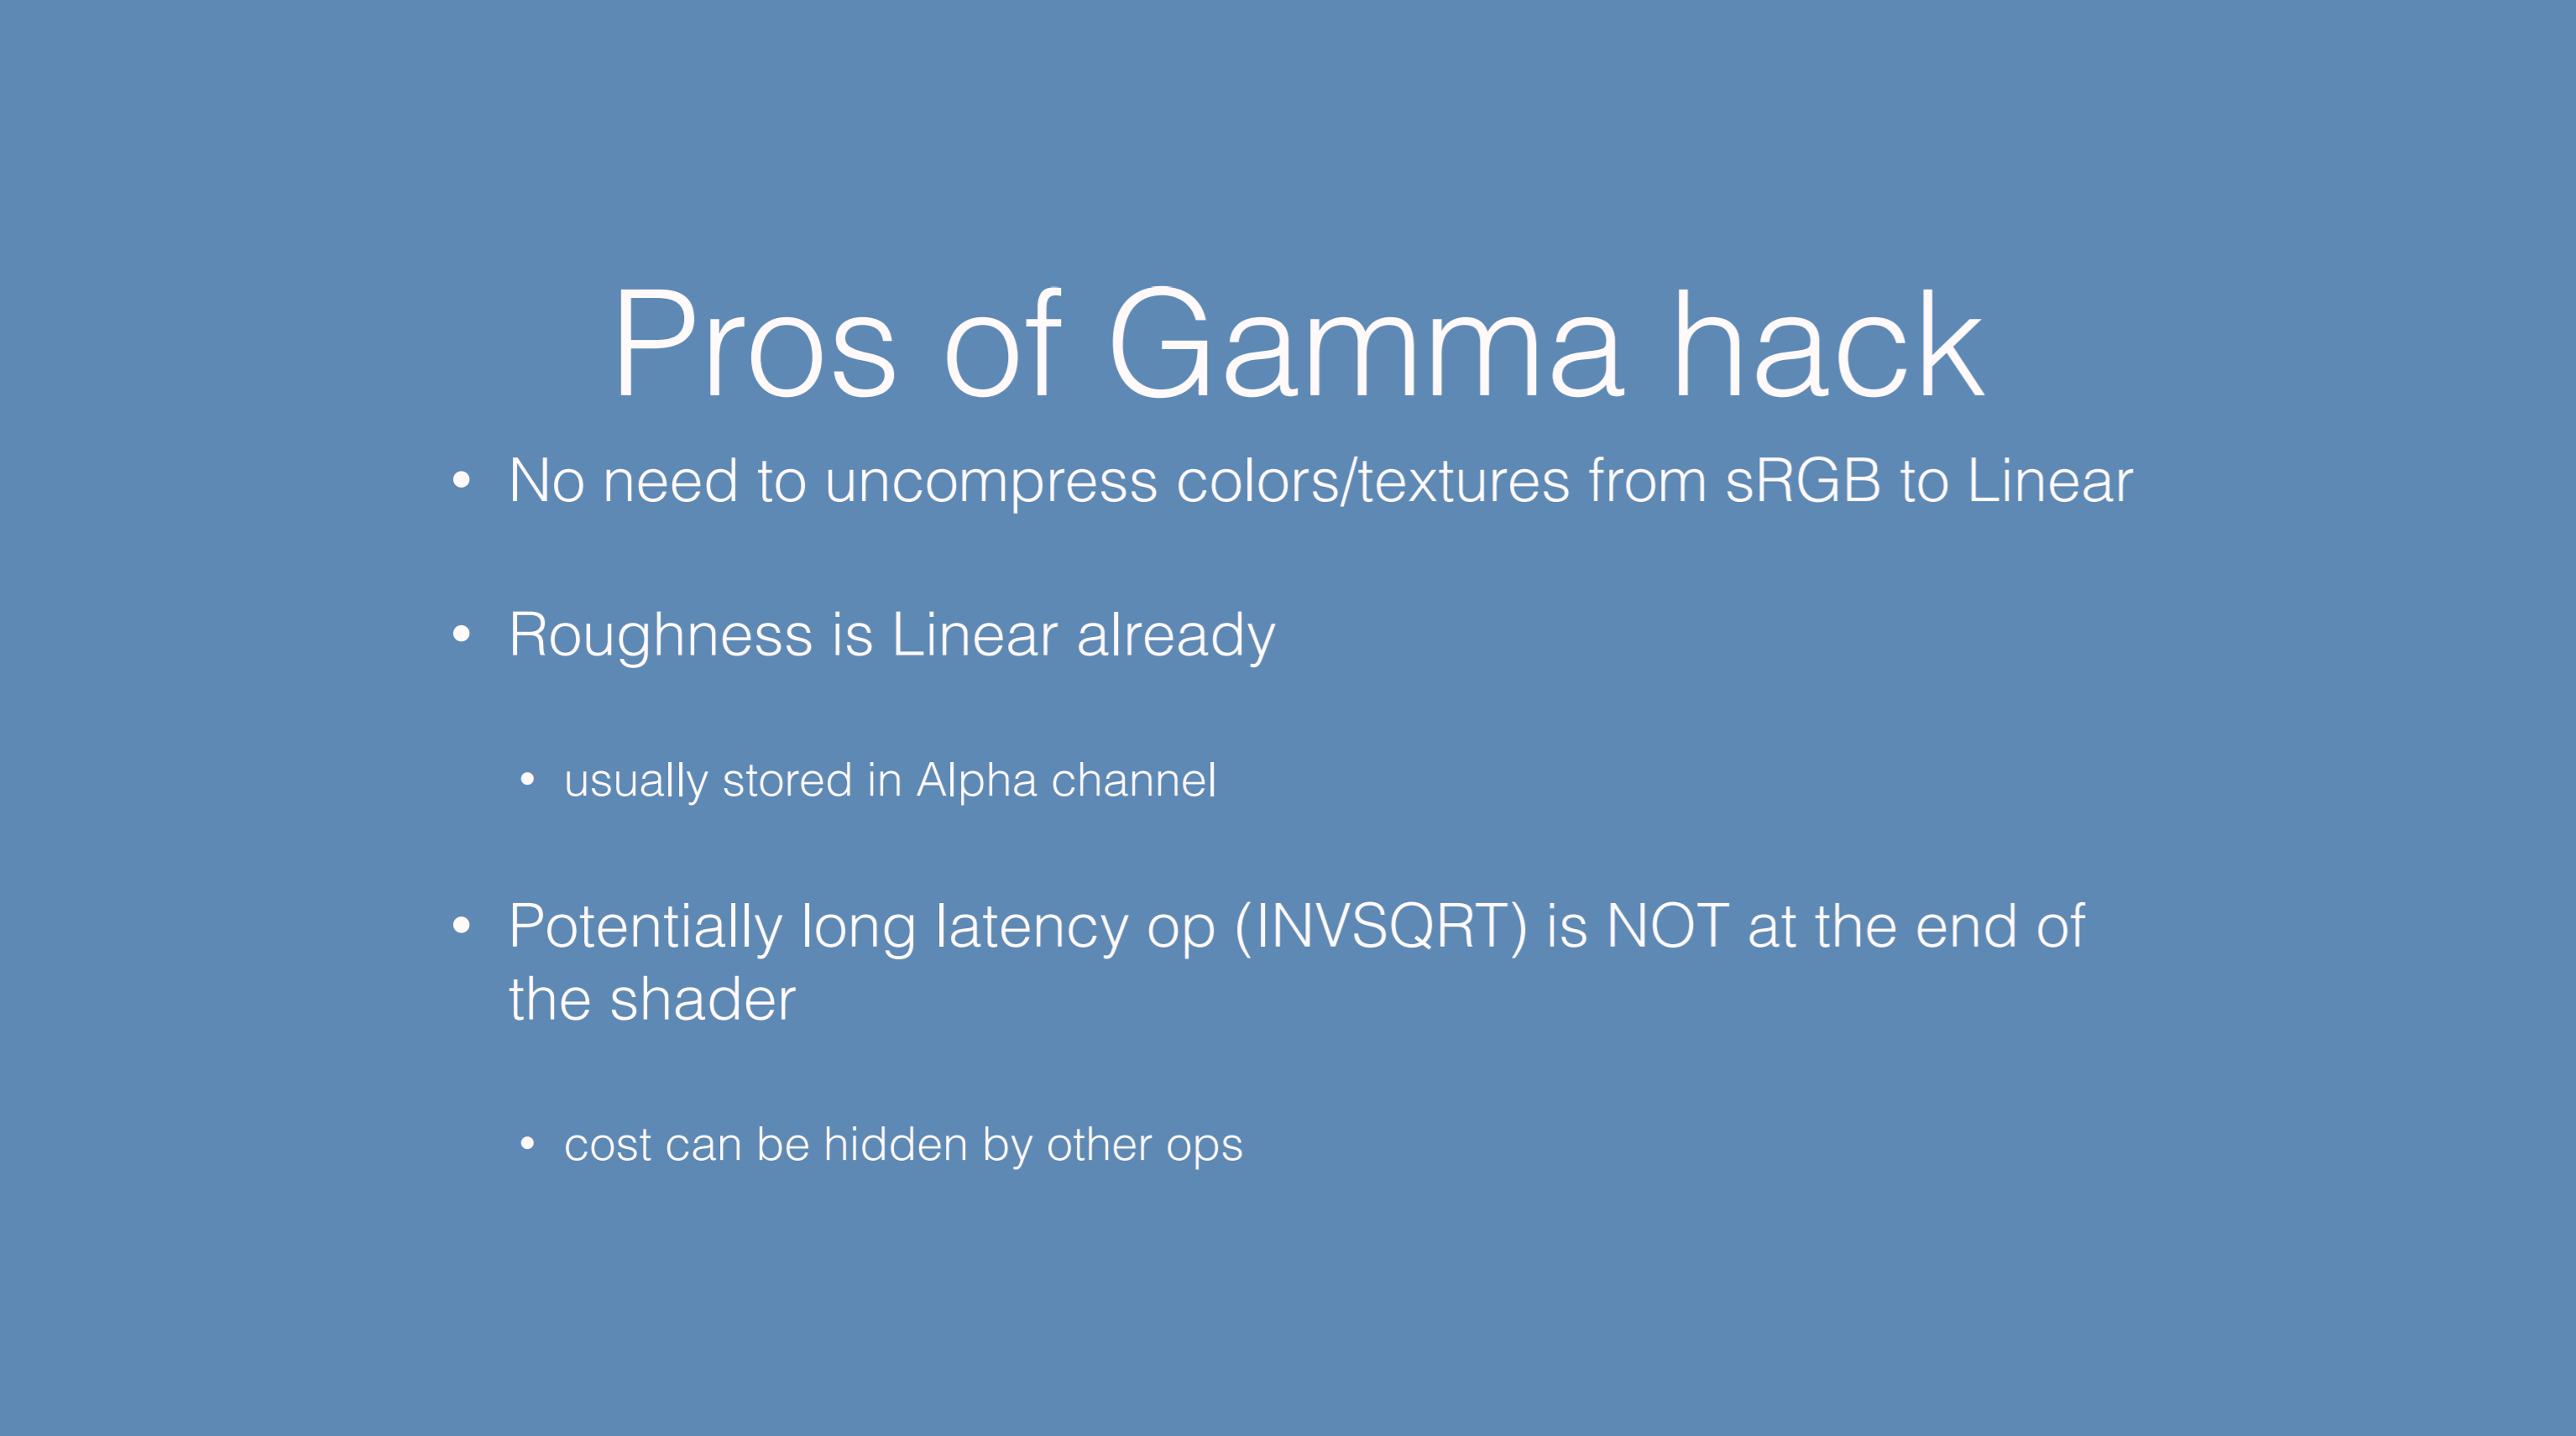 Pros of Gamma hack
• No need to uncompress colors/textures from sRGB to Linear
• Roughness is Linear already
• usually stored in Alpha channel
• Potentially long latency op (INVSQRT) is NOT at the end of
the shader
• cost can be hidden by other ops